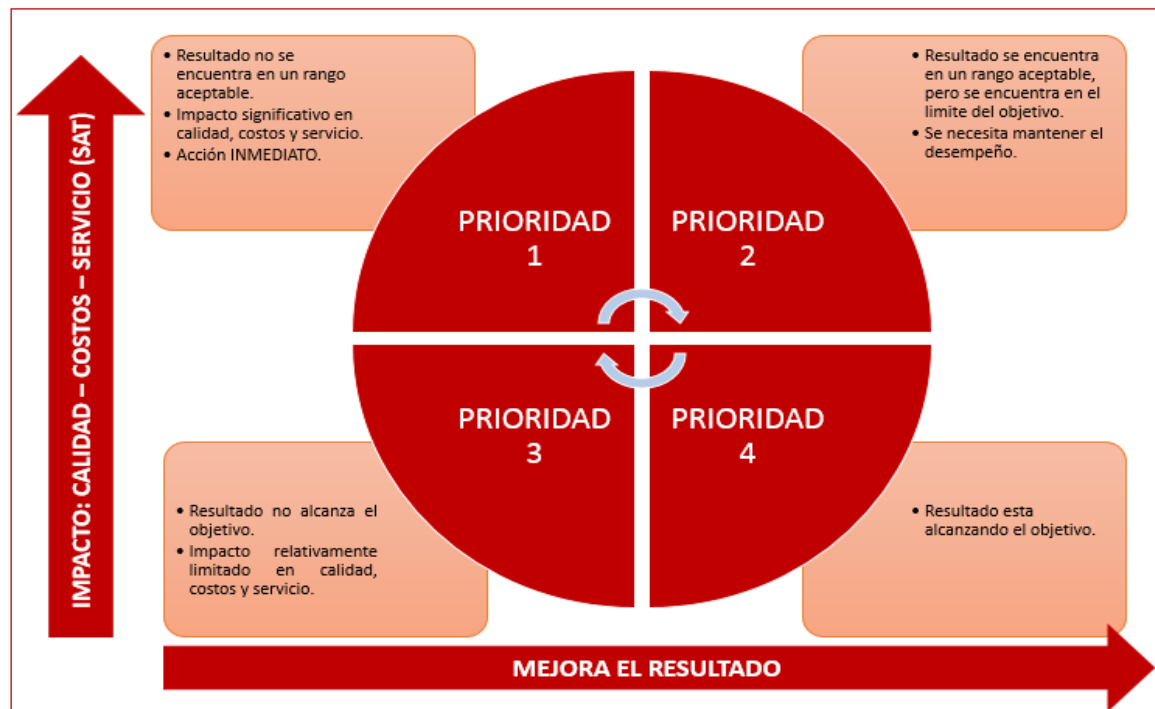 IMPACTO: CALIDAD – COSTOS – SERVICIO (SAT)
• Resultado no se
encuentra en un rango
aceptable.
• Impacto significativo en
calidad, costos y servicio.
• Acción INMEDIATO.
• Resultado se encuentra
en un rango aceptable,
pero se encuentra en el
limite del objetivo.
• Se necesita mantener el
desempeño.
PRIORIDAD
1
PRIORIDAD
2
PRIORIDAD
3
PRIORIDAD
4
• Resultado no alcanza el
objetivo.
• Impacto relativamente
limitado en calidad,
costos y servicio.
• Resultado esta
alcanzando el objetivo.
MEJORA EL RESULTADO